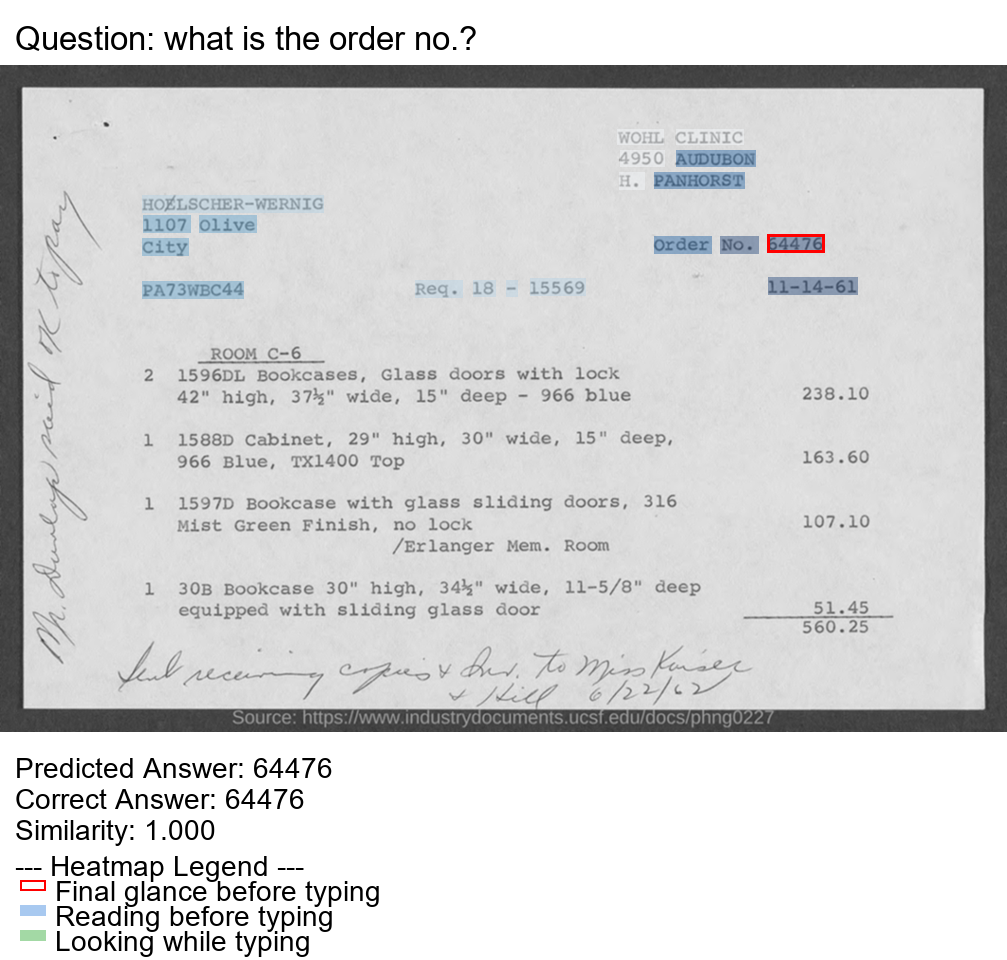 Question: what is the order no.?
WOHL CLINIC
4950 AUDUBON
H. PANHORST
HOELSCHER-WERNIG
1107 Olive
City
Order No. 64476
PA73WBC44 Req. 18 - 15569 11-14-61
ROOM C-6
2 1596DL Bookcases, Glass doors with lock
42" high, 37½" wide, 15" deep - 966 blue 238.10
1 1588D Cabinet, 29" high, 30" wide, 15" deep,
966 Blue, TX1400 Top 163.60
1 1597D Bookcase with glass sliding doors, 316
Mist Green Finish, no lock 107.10
/Erlanger Mem. Room
1 30B Bookcase 30" high, 34½" wide, 11-5/8" deep
equipped with sliding glass door 51.45
560.25
Mr. Dunlap said OK to pay
Sent receiving copies & Inv. to Miss Kaiser
& Hill 6/22/62
Source: https://www.industrydocuments.ucsf.edu/docs/phng0227
Predicted Answer: 64476
Correct Answer: 64476
Similarity: 1.000
--- Heatmap Legend ---
Final glance before typing
Reading before typing
Looking while typing